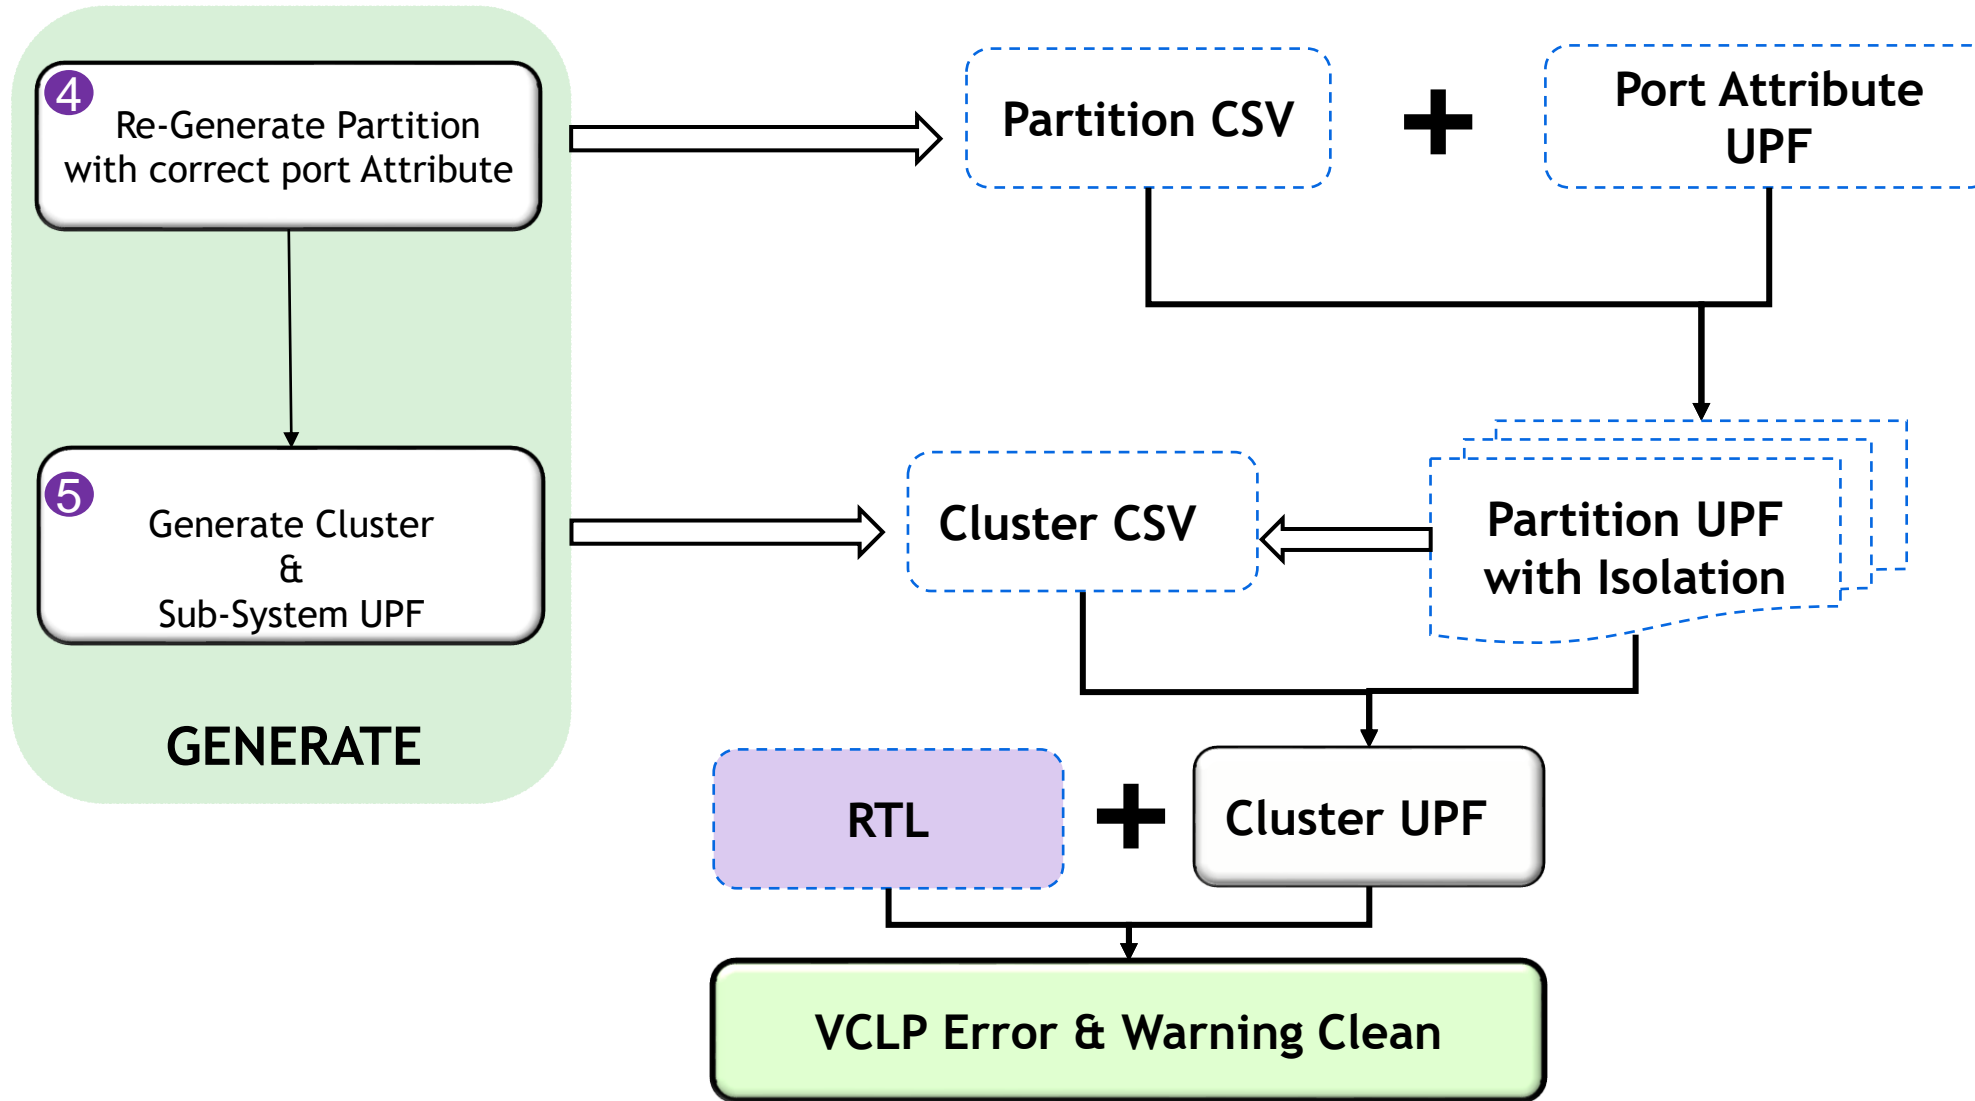 4
Re-Generate Partition
with correct port Attribute
Partition CSV
+
Port Attribute
UPF
5
Generate Cluster
&
Sub-System UPF
GENERATE
Cluster CSV
Partition UPF
with Isolation
RTL
+
Cluster UPF
VCLP Error & Warning Clean